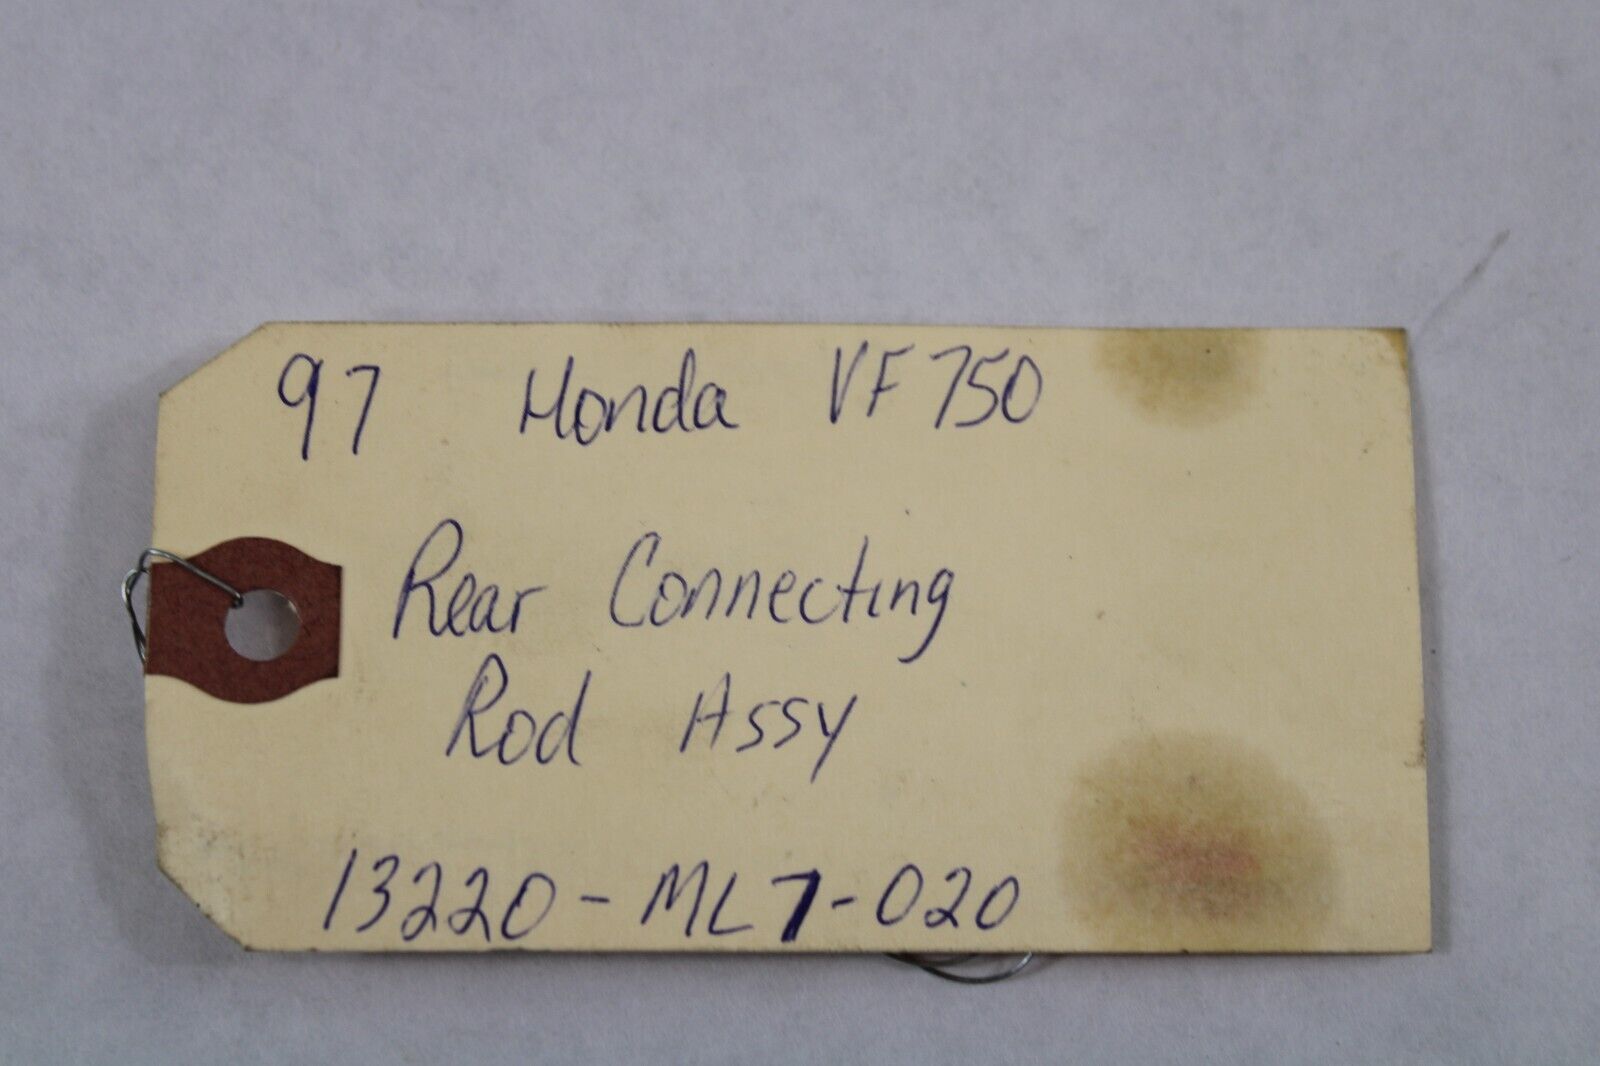 97 Honda VF750
Rear Connecting
Rod Assy
13220-ML7-020